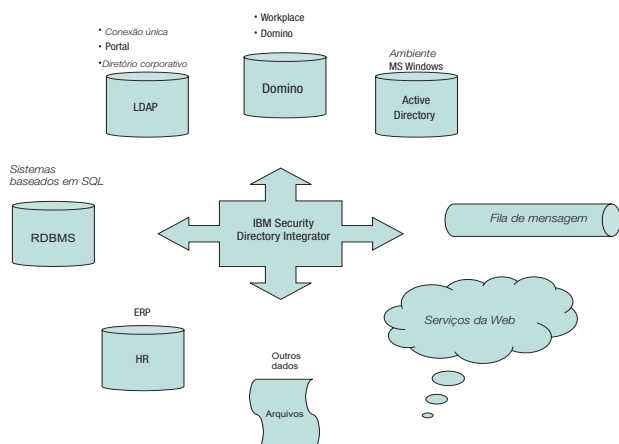 • Conexão única
• Portal
• Diretório corporativo
LDAP
• Workplace
• Domino
Domino
Ambiente
MS Windows
Active
Directory
Sistemas
baseados em SQL
RDBMS
IBM Security
Directory Integrator
Fila de mensagem
Serviços da Web
ERP
HR
Outros
dados
Arquivos